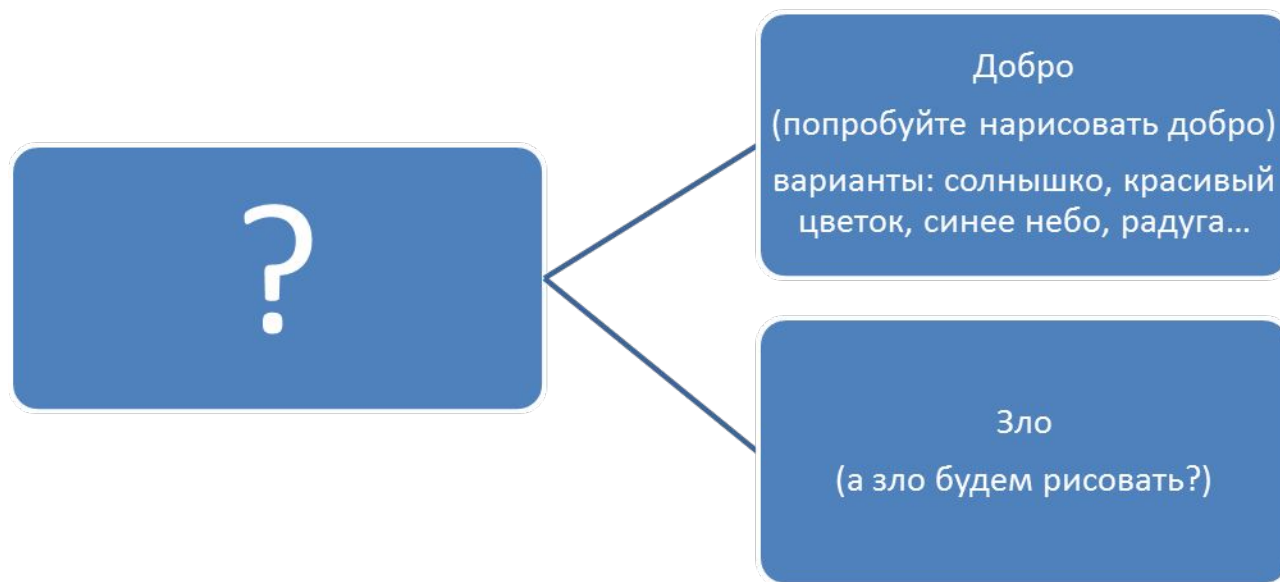 ?
Добро
(попробуйте нарисовать добро)
варианты: солнышко, красивый
цветок, синее небо, радуга…
Зло
(а зло будем рисовать?)